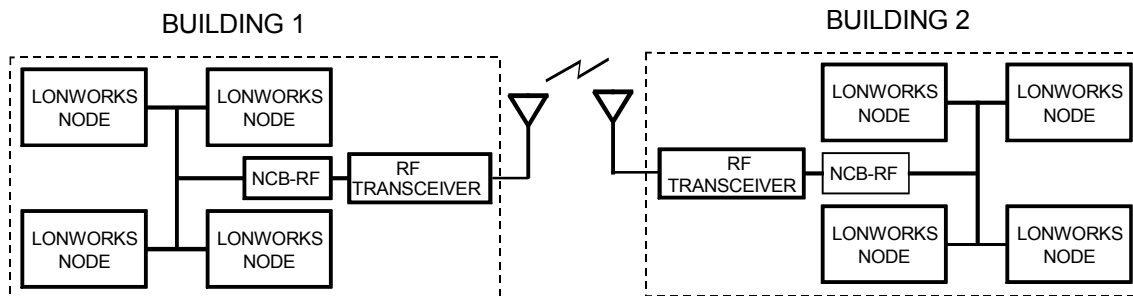 BUILDING 1
BUILDING 2
LONWORKS
NODE
LONWORKS
NODE
NCB-RF
RF
TRANSCEIVER
LONWORKS
NODE
LONWORKS
NODE
LONWORKS
NODE
LONWORKS
NODE
RF
TRANSCEIVER
NCB-RF
LONWORKS
NODE
LONWORKS
NODE